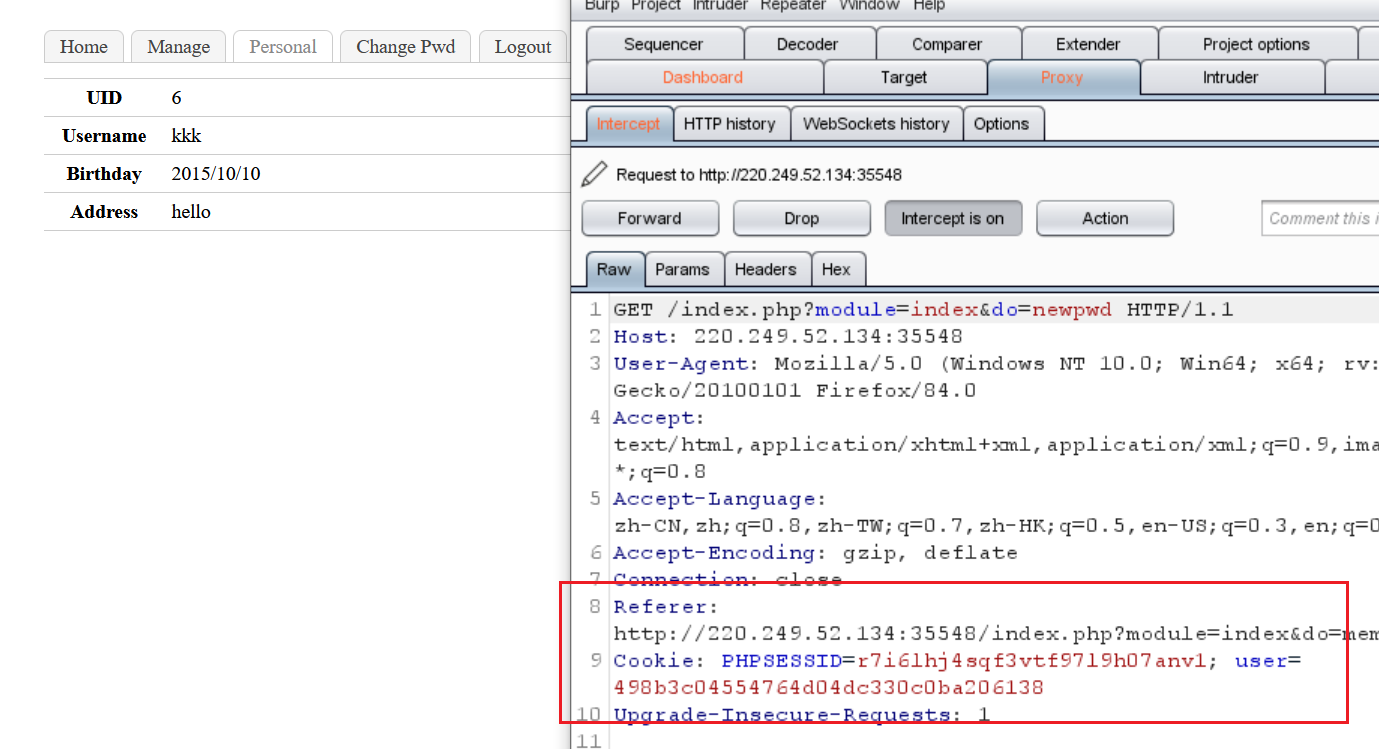 Home Manage Personal Change Pwd Logout
UID 6
Username kkk
Birthday 2015/10/10
Address hello
Burp Project Intruder Repeater Window Help
Sequencer Decoder Comparer Extender Project options
Dashboard Target Proxy Intruder
Intercept HTTP history WebSockets history Options
Request to http://220.249.52.134:35548
Forward Drop Intercept is on Action Comment this i
Raw Params Headers Hex
1 GET /index.php?module=index&do=newpwd HTTP/1.1
2 Host: 220.249.52.134:35548
3 User-Agent: Mozilla/5.0 (Windows NT 10.0; Win64; x64; rv:
Gecko/20100101 Firefox/84.0
4 Accept:
text/html,application/xhtml+xml,application/xml;q=0.9,ima
*;q=0.8
5 Accept-Language:
zh-CN,zh;q=0.8,zh-TW;q=0.7,zh-HK;q=0.5,en-US;q=0.3,en;q=0
6 Accept-Encoding: gzip, deflate
7 Connection: close
8 Referer:
http://220.249.52.134:35548/index.php?module=index&do=mem
9 Cookie: PHPSESSID=r7i6lhj4sqf3vtf97l9h07anv1; user=
498b3c04554764d04dc330c0ba206138
10 Upgrade-Insecure-Requests: 1
11